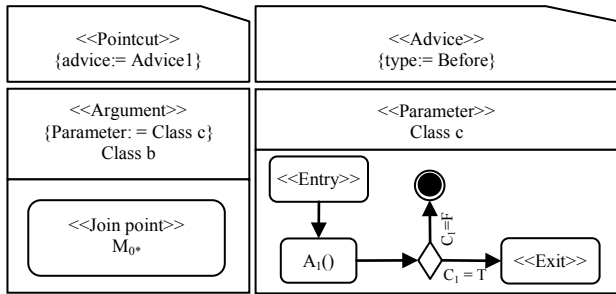 <<Pointcut>>
{advice:= Advice1}
<<Argument>>
{Parameter: = Class c}
Class b
<<Join point>>
M0*
<<Advice>>
{type:= Before}
<<Parameter>>
Class c
<<Entry>>
A1()
C1=F
C1 = T
<<Exit>>